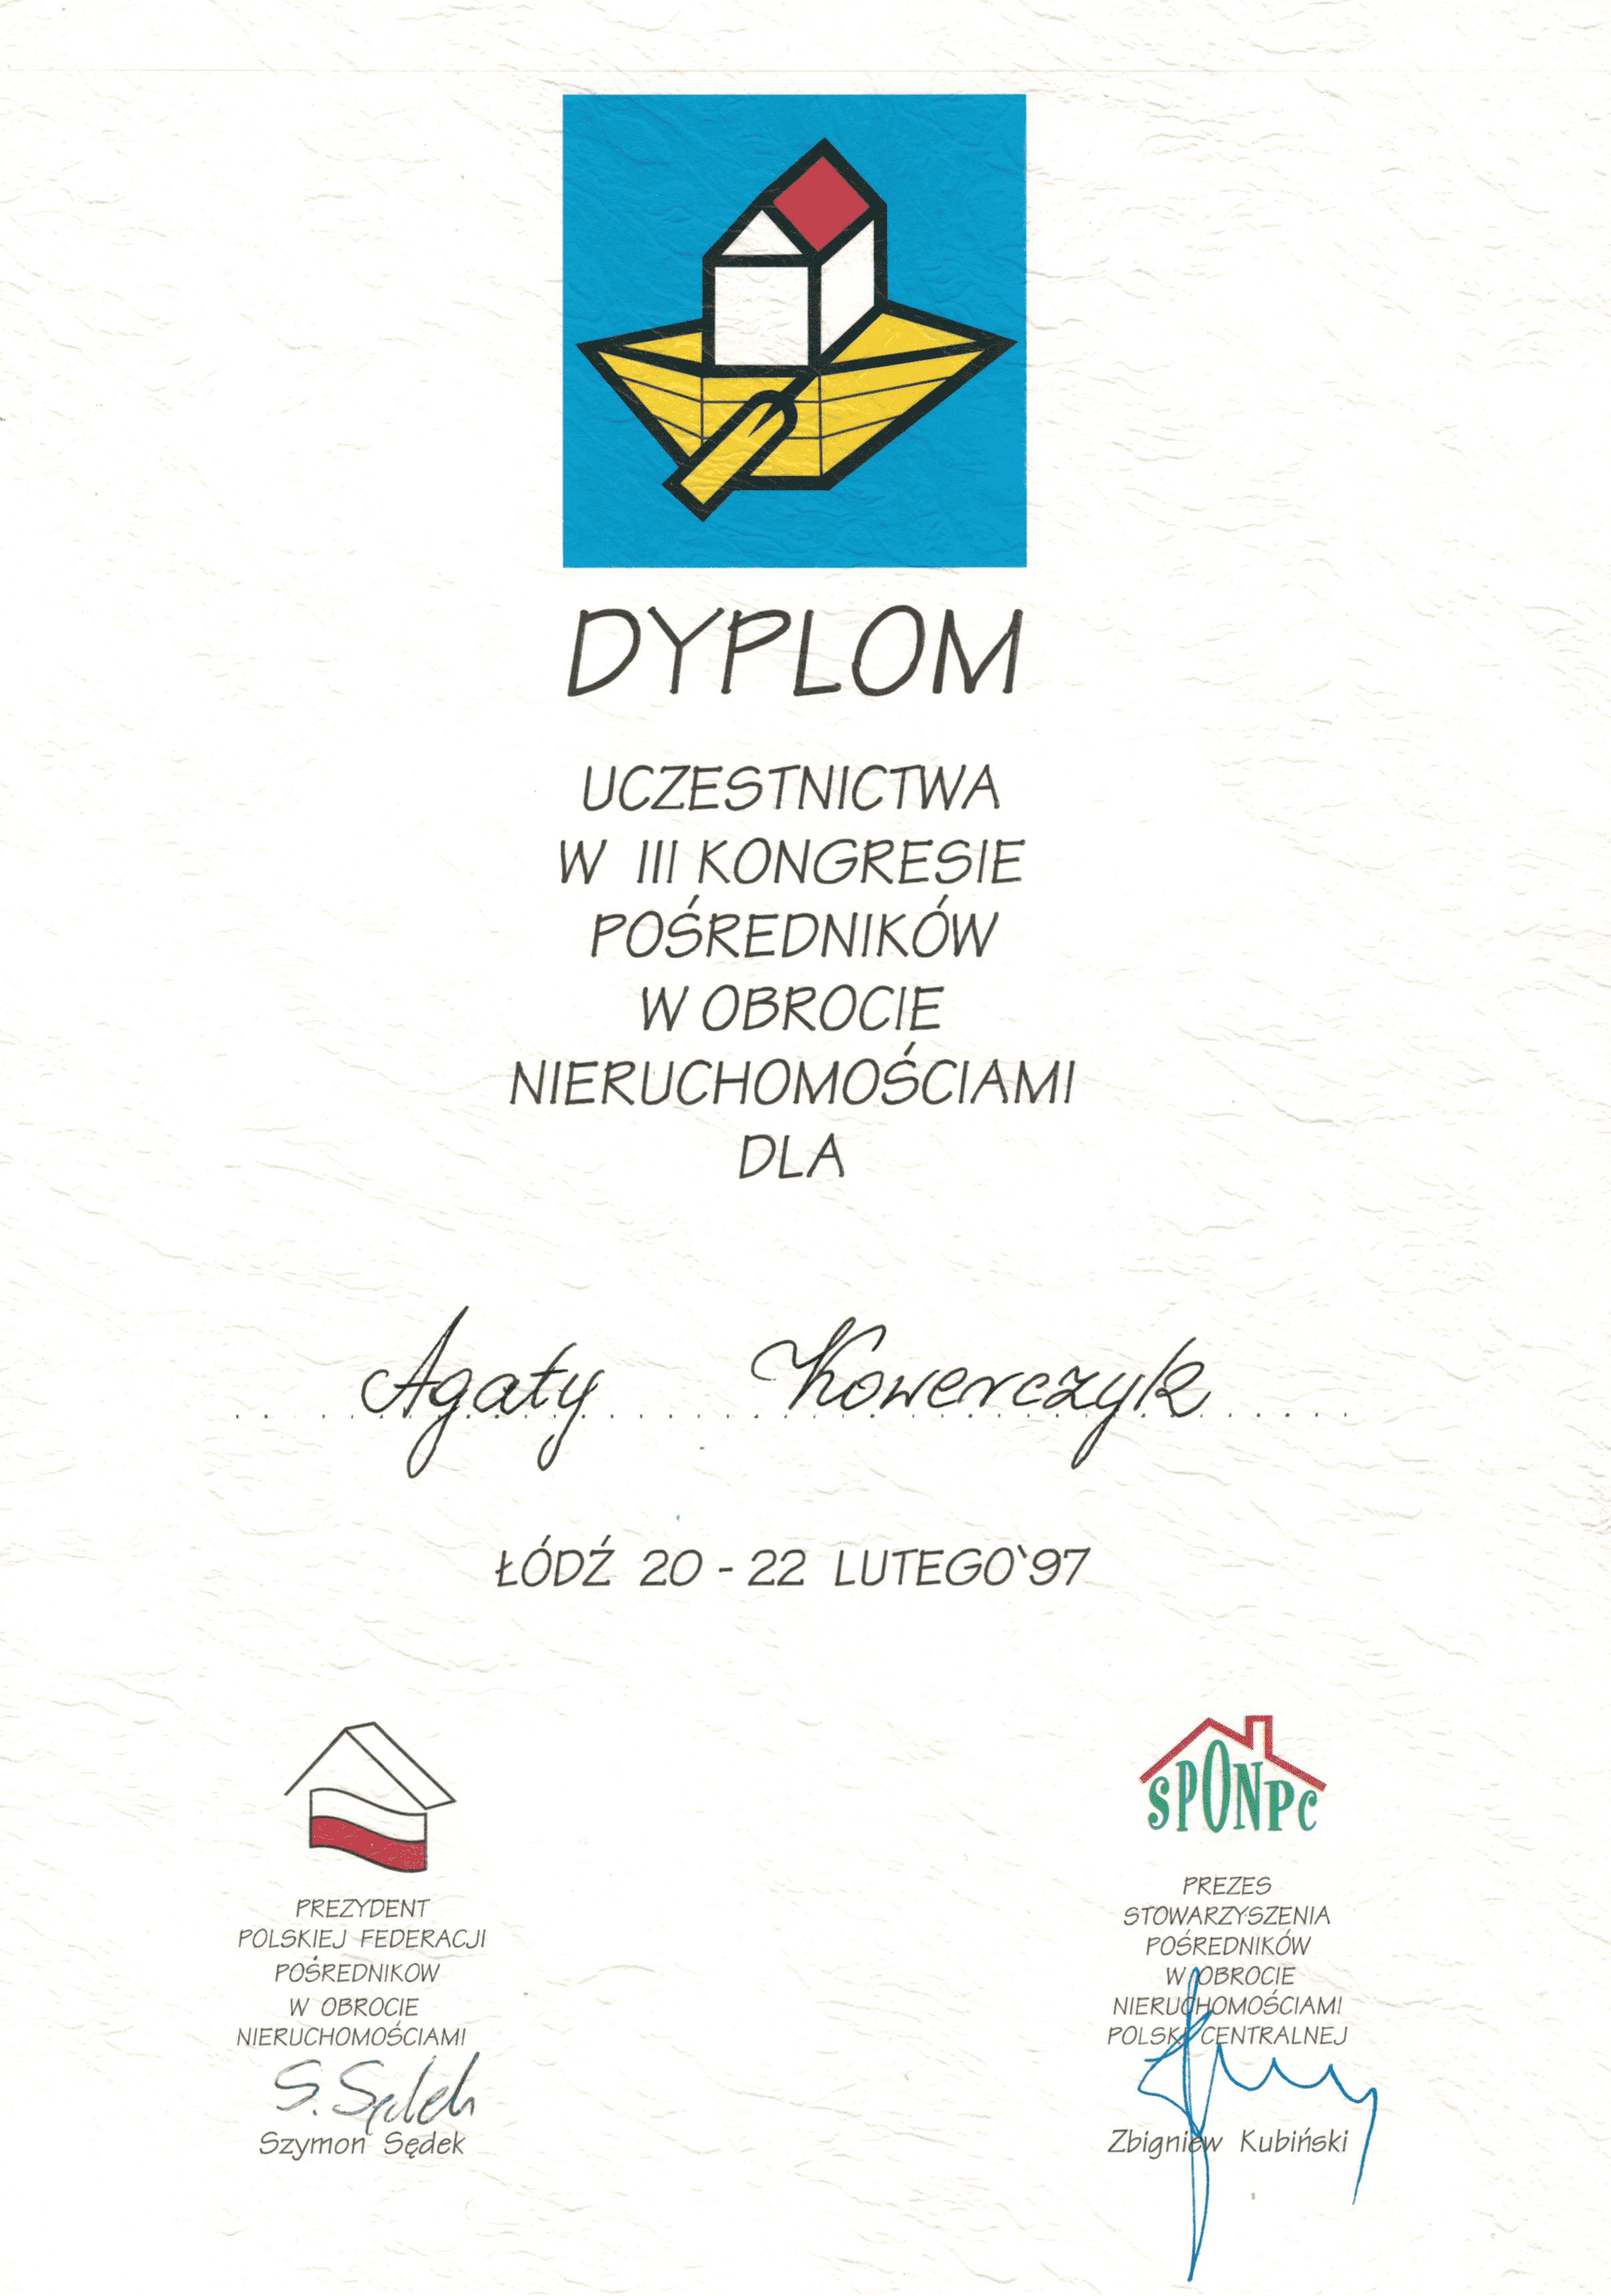 DYPLOM
UCZESTNICTWA
W III KONGRESIE
POŚREDNIKÓW
W OBROCIE
NIERUCHOMOŚCIAMI
DLA
Agaty Kowerczyk
ŁÓDŹ 20 - 22 LUTEGO`97
PREZYDENT
POLSKIEJ FEDERACJI
POŚREDNIKOW
W OBROCIE
NIERUCHOMOŚCIAMI
S. Sędek
Szymon Sędek
SPONPC
PREZES
STOWARZYSZENIA
POŚREDNIKÓW
W OBROCIE
NIERUCHOMOŚCIAMI
POLSKI CENTRALNEJ
Zbigniew Kubiński